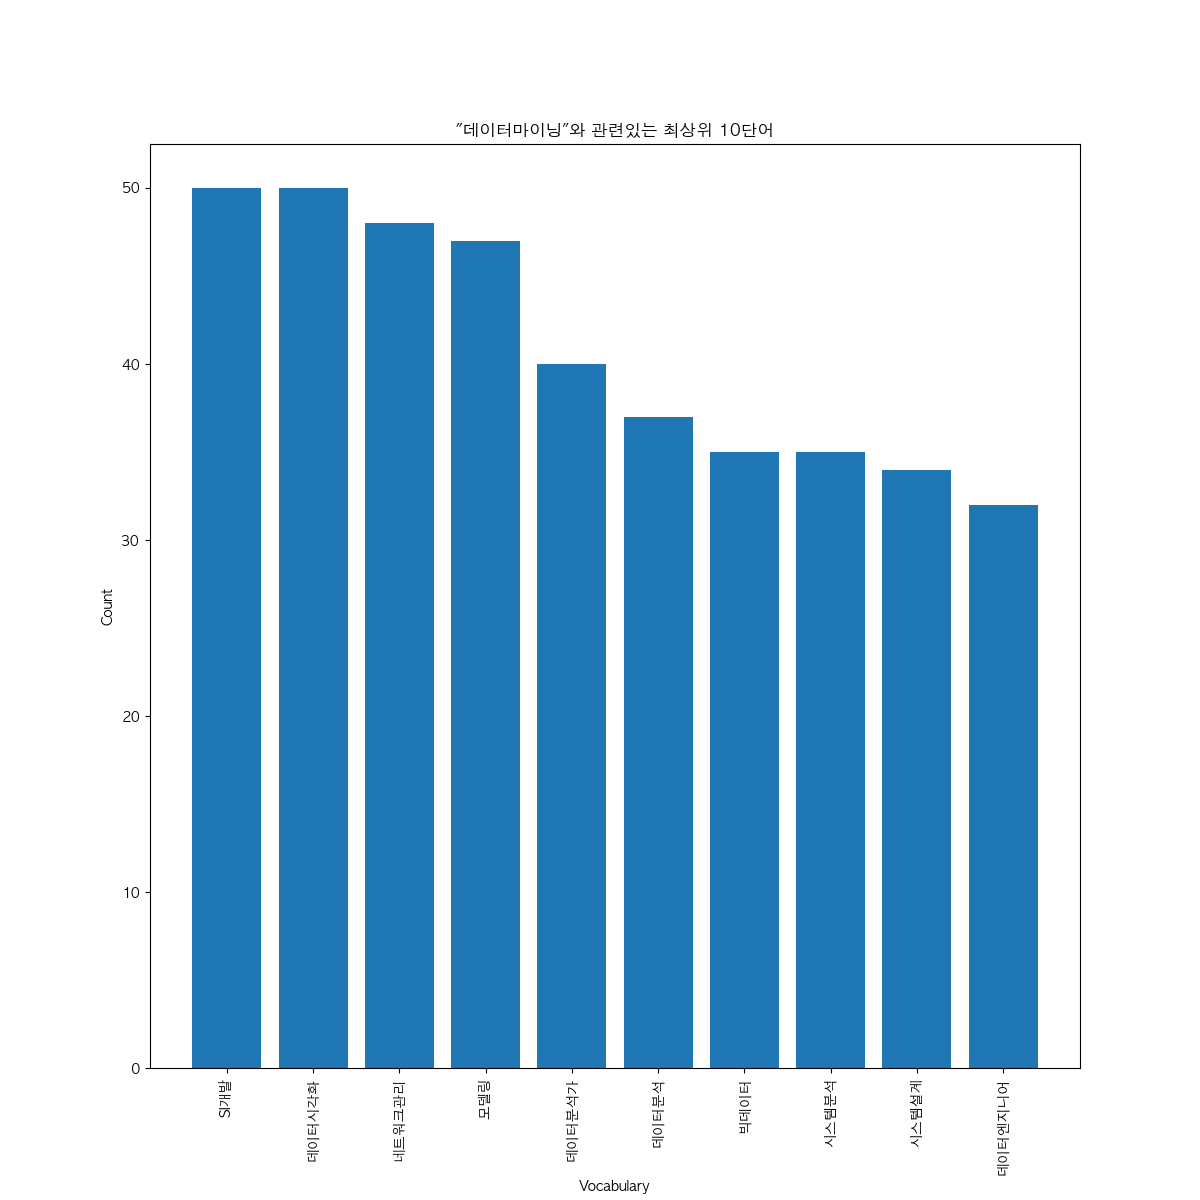 "데이터마이닝"와 관련있는 최상위 10단어
50
40
30
20
10
0
Count
SI개발
데이터시각화
네트워크관리
모델링
데이터분석가
데이터분석
빅데이터
시스템분석
시스템설계
데이터엔지니어
Vocabulary